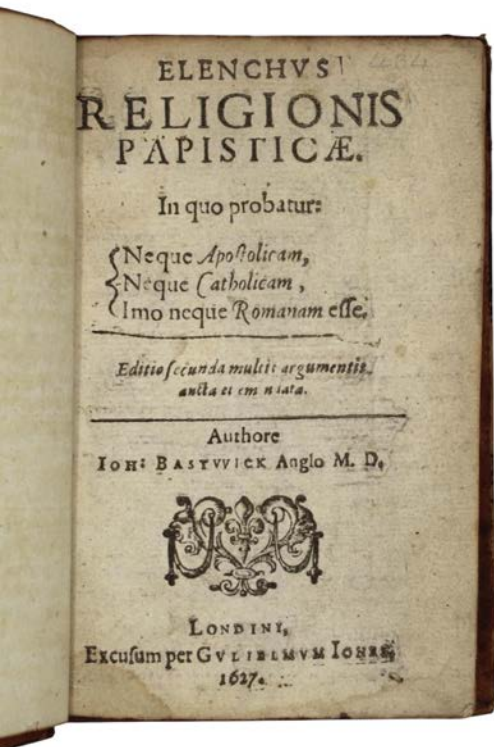 434
ELENCHVS
RELIGIONIS
PAPISTICÆ.
In quo probatur:
Neque Apostolicam,
Neque Catholicam,
Imo neque Romanam esse.
Editio secunda multis argumentis
aucta et
Authore
IOH: BASTVVICK Anglo M. D.
LONDINI,
Excusum per GVLIELMVM IONES,
1627.